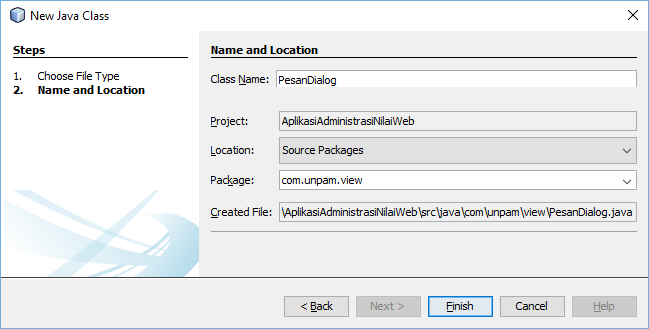 New Java Class
Steps
1. Choose File Type
2. Name and Location
Name and Location
Class Name: PesanDialog
Project: AplikasiAdministrasiNilaiWeb
Location: Source Packages
Package: com.unpam.view
Created File: \AplikasiAdministrasiNilaiWeb\src\java\com\unpam\view\PesanDialog.java
< Back Next > Finish Cancel Help